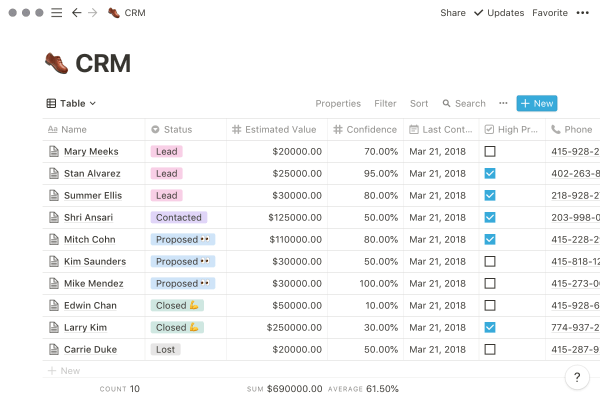 CRM
Share Updates Favorite •••
CRM
Table
Properties Filter Sort Search ••• New
Aa Name Status Estimated Value Confidence Last Cont... High Pr... Phone
Mary Meeks Lead $20000.00 70.00% Mar 21, 2018 415-928-2
Stan Alvarez Lead $25000.00 95.00% Mar 21, 2018 402-263-8
Summer Ellis Lead $30000.00 80.00% Mar 21, 2018 218-928-2
Shri Ansari Contacted $125000.00 50.00% Mar 21, 2018 203-998-0
Mitch Cohn Proposed👀 $110000.00 80.00% Mar 21, 2018 415-228-2
Kim Saunders Proposed👀 $30000.00 50.00% Mar 21, 2018 415-818-12
Mike Mendez Proposed👀 $30000.00 100.00% Mar 21, 2018 415-273-0
Edwin Chan Closed💪 $50000.00 10.00% Mar 21, 2018 415-928-6
Larry Kim Closed💪 $250000.00 30.00% Mar 21, 2018 774-937-2
Carrie Duke Lost $20000.00 50.00% Mar 21, 2018 415-287-9
+ New
COUNT 10 SUM $690000.00 AVERAGE 61.50%
?